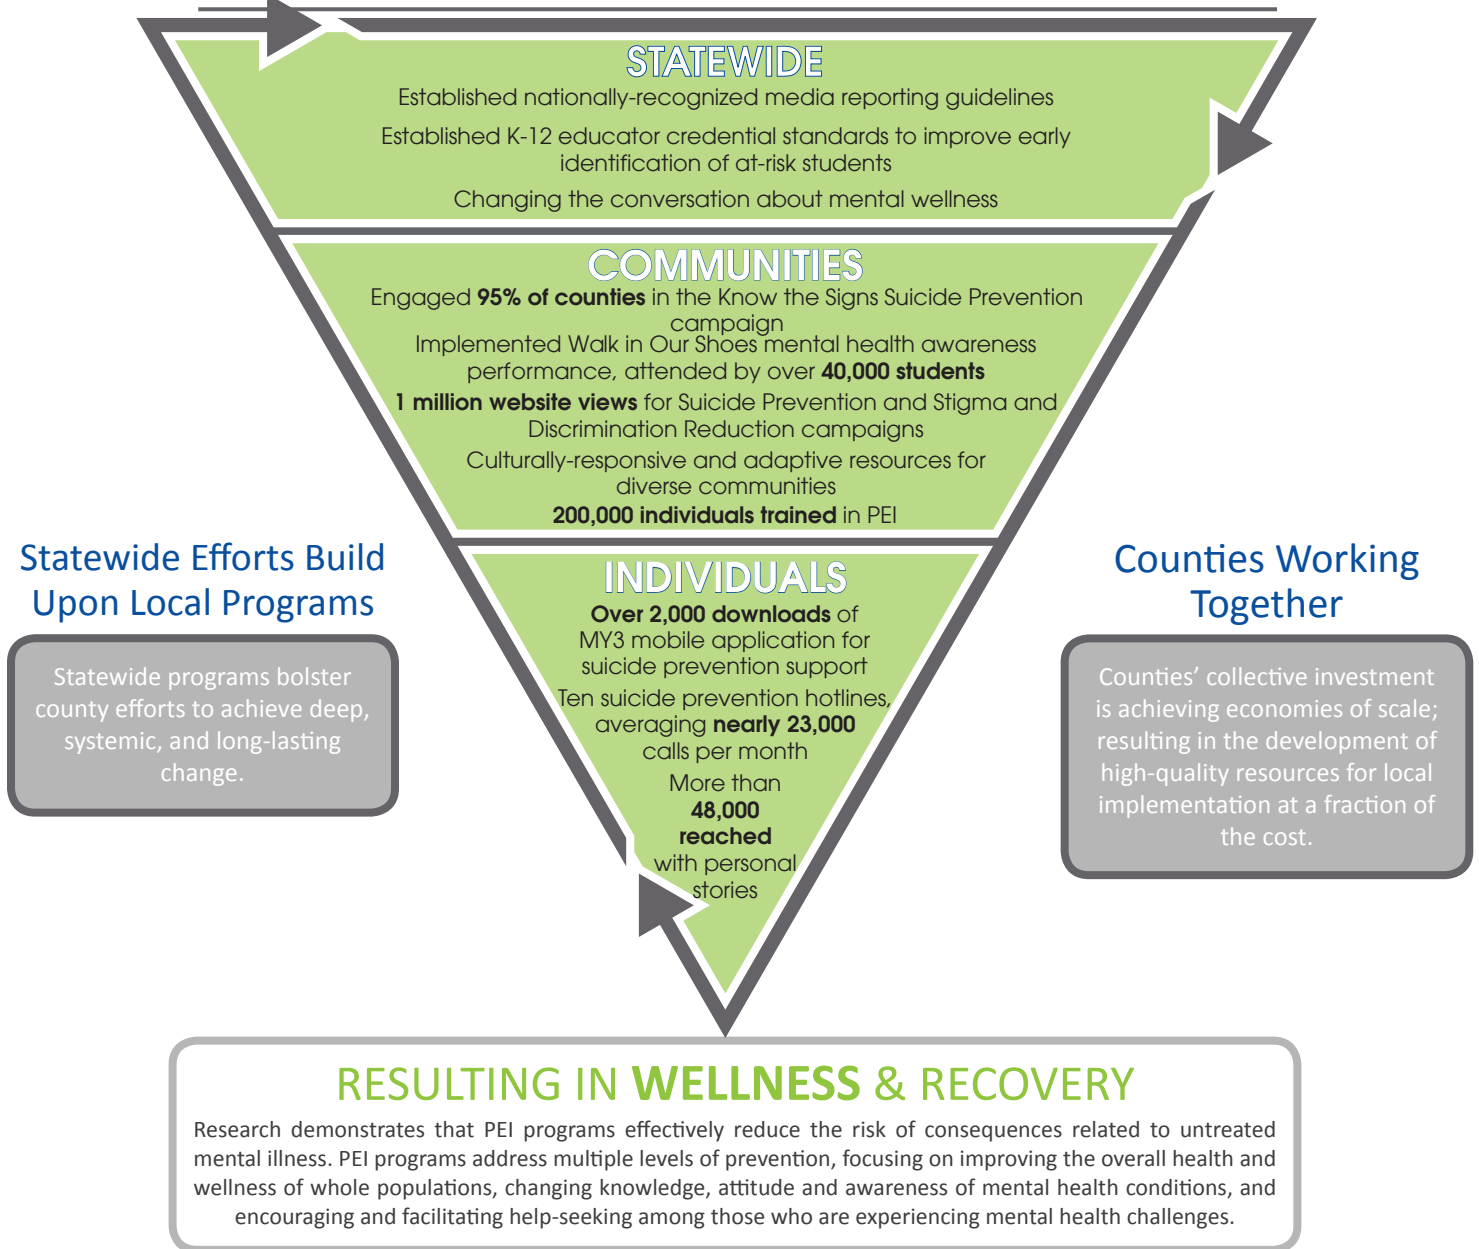 STATEWIDE
Established nationally-recognized media reporting guidelines
Established K-12 educator credential standards to improve early
identification of at-risk students
Changing the conversation about mental wellness
COMMUNITIES
Engaged 95% of counties in the Know the Signs Suicide Prevention
campaign
Implemented Walk in Our Shoes mental health awareness
performance, attended by over 40,000 students
1 million website views for Suicide Prevention and Stigma and
Discrimination Reduction campaigns
Culturally-responsive and adaptive resources for
diverse communities
200,000 individuals trained in PEI
INDIVIDUALS
Over 2,000 downloads of
MY3 mobile application for
suicide prevention support
Ten suicide prevention hotlines,
averaging nearly 23,000
calls per month
More than
48,000
reached
with personal
stories
Statewide Efforts Build
Upon Local Programs
Statewide programs bolster
county efforts to achieve deep,
systemic, and long-lasting
change.
Counties Working
Together
Counties’ collective investment
is achieving economies of scale;
resulting in the development of
high-quality resources for local
implementation at a fraction of
the cost.
RESULTING IN WELLNESS & RECOVERY
Research demonstrates that PEI programs effectively reduce the risk of consequences related to untreated
mental illness. PEI programs address multiple levels of prevention, focusing on improving the overall health and
wellness of whole populations, changing knowledge, attitude and awareness of mental health conditions, and
encouraging and facilitating help-seeking among those who are experiencing mental health challenges.